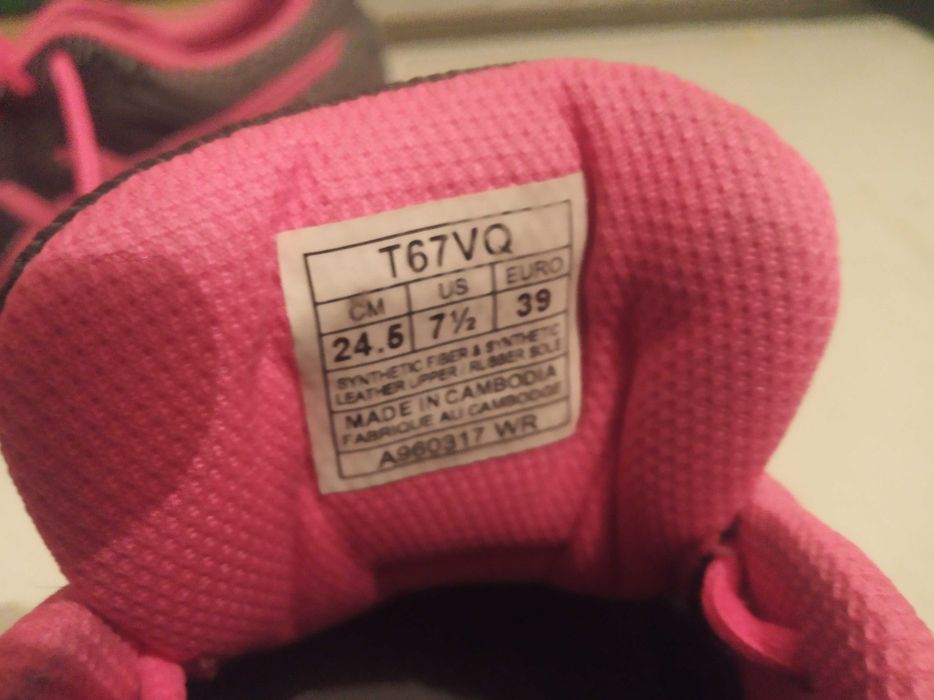 T67VQ
CM US EURO
24.5 7½ 39
SYNTHETIC FIBER & SYNTHETIC
LEATHER UPPER / RUBBER SOLE
MADE IN CAMBODIA
FABRIQUE AU CAMBODGE
A960317 WR